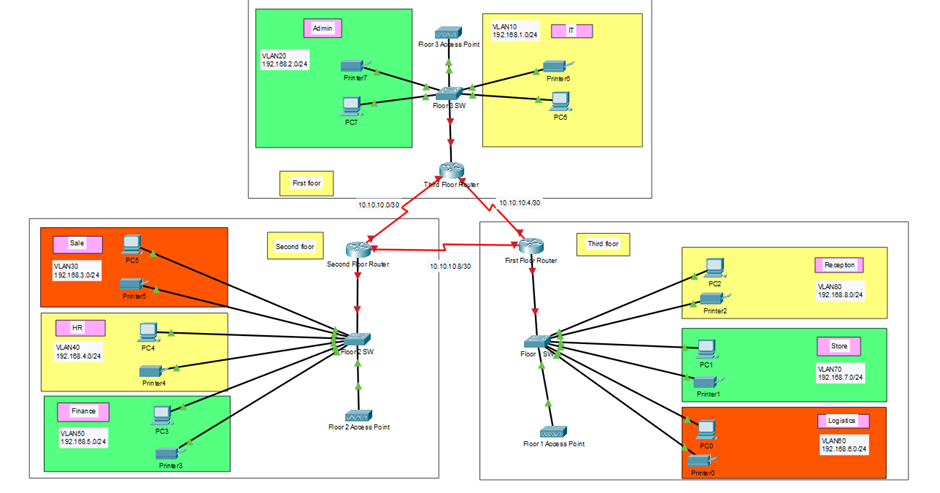 Admin
VLAN20
192.168.2.0/24
Printer7
PC7
Floor 3 Access Point
Floor 3 SW
VLAN10
192.168.1.0/24
IT
Printer6
PC6
First floor
Third Floor Router
10.10.10.0/30
10.10.10.4/30
Sale
VLAN30
192.168.3.0/24
PC5
Printer5
Second floor
Second Floor Router
10.10.10.8/30
HR
VLAN40
192.168.4.0/24
PC4
Printer4
Floor 2 SW
Finance
VLAN50
192.168.5.0/24
PC3
Printer3
Floor 2 Access Point
Third floor
First Floor Router
PC2
Printer2
Reception
VLAN80
192.168.8.0/24
Floor 1 SW
PC1
Printer1
Store
VLAN70
192.168.7.0/24
Floor 1 Access Point
PC0
Printer0
Logistics
VLAN60
192.168.6.0/24